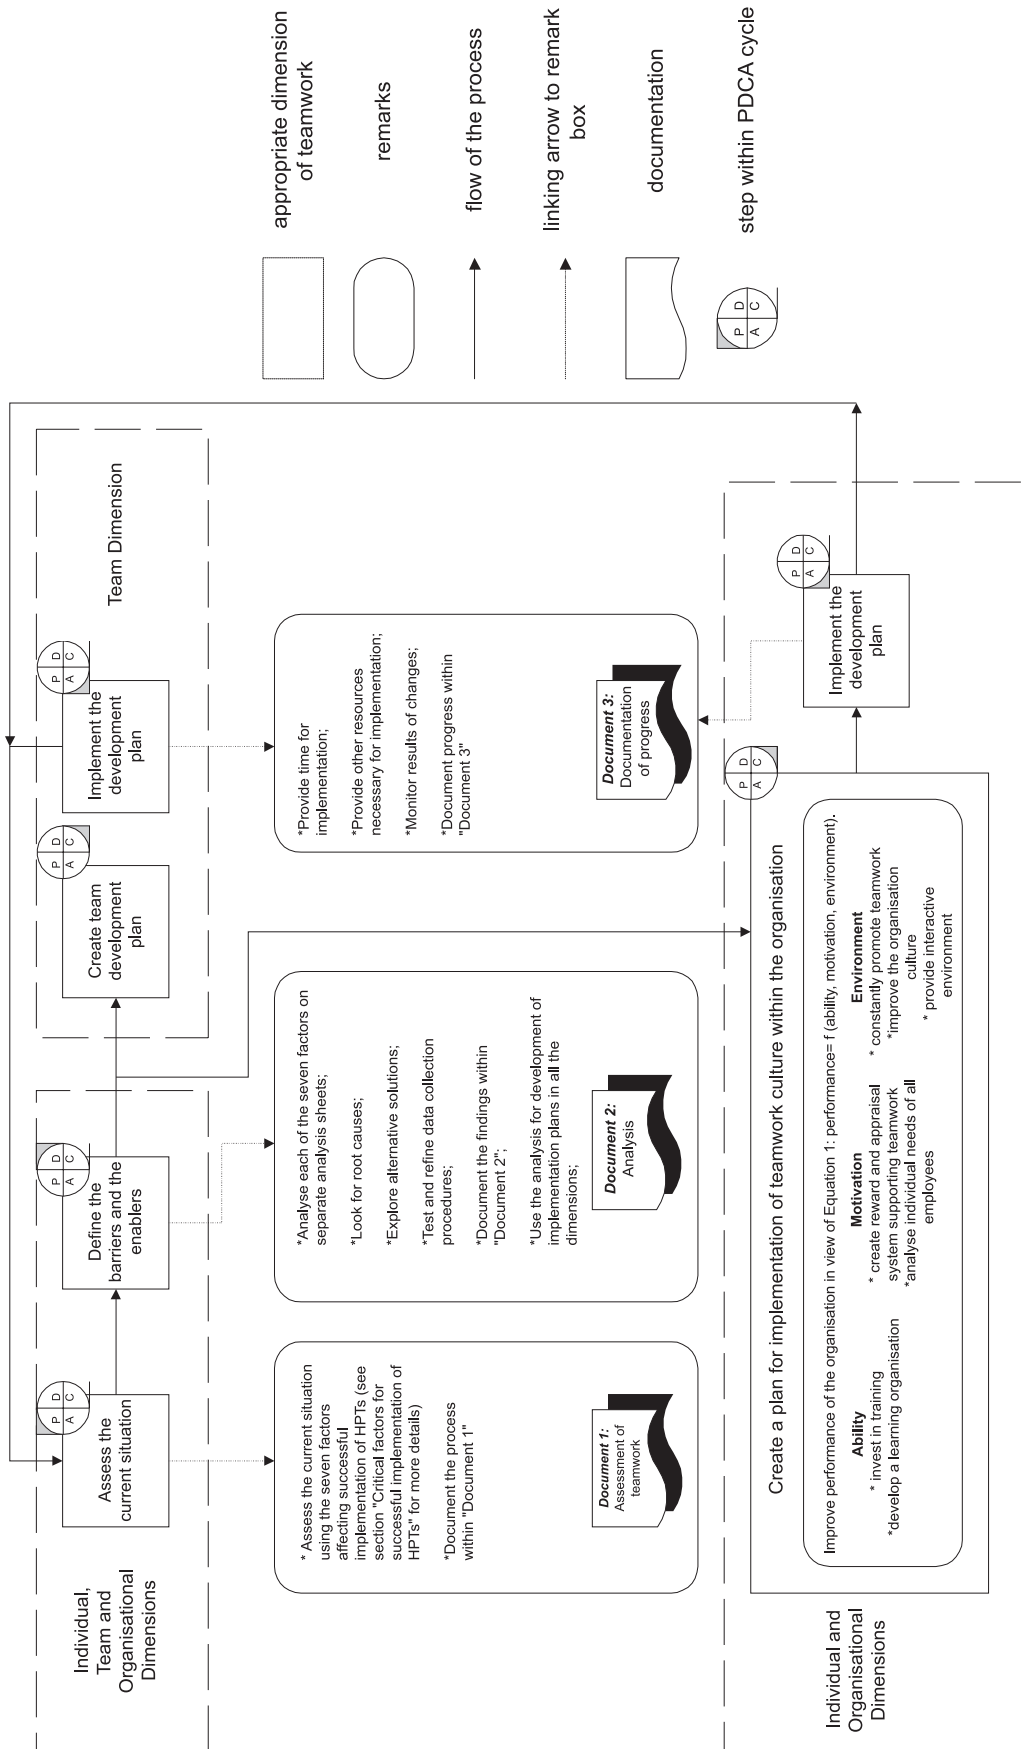 Individual,
Team and
Organisational
Dimensions
Assess the
current situation
P D
A C
Define the
barriers and the
enablers
P D
A C
Create team
development
plan
P D
A C
Implement the
development
plan
P D
A C
Team Dimension
* Assess the current situation
using the seven factors
affecting successful
implementation of HPTs (see
section "Critical factors for
successful implementation of
HPTs" for more details)
*Document the process
within "Document 1"
Document 1:
Assessment of
teamwork
*Analyse each of the seven factors on
separate analysis sheets;
*Look for root causes;
*Explore alternative solutions;
*Test and refine data collection
procedures;
*Document the findings within
"Document 2";
*Use the analysis for development of
implementation plans in all the
dimensions;
Document 2:
Analysis
*Provide time for
implementation;
*Provide other resources
necessary for implementation;
*Monitor results of changes;
*Document progress within
"Document 3"
Document 3:
Documentation
of progress
Individual and
Organisational
Dimensions
Create a plan for implementation of teamwork culture within the organisation
P D
A C
Improve performance of the organisation in view of Equation 1: performance= f (ability, motivation, environment).
Ability
* invest in training
*develop a learning organisation
Motivation
* create reward and appraisal
system supporting teamwork
*analyse individual needs of all
employees
Environment
* constantly promote teamwork
*improve the organisation
culture
* provide interactive
environment
Implement the
development
plan
P D
A C
appropriate dimension
of teamwork
remarks
flow of the process
linking arrow to remark
box
documentation
P D
A C
step within PDCA cycle